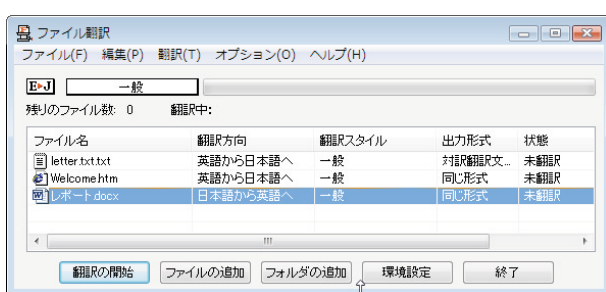 ファイル翻訳
ファイル(F) 編集(P) 翻訳(T) オプション(O) ヘルプ(H)
E▸J 一般
残りのファイル数: 0 翻訳中:
ファイル名 翻訳方向 翻訳スタイル 出力形式 状態
letter.txt.txt 英語から日本語へ 一般 対訳翻訳文... 未翻訳
Welcome.htm 英語から日本語へ 一般 同じ形式 未翻訳
レポート.docx 日本語から英語へ 一般 同じ形式 未翻訳
翻訳の開始 ファイルの追加 フォルダの追加 環境設定 終了